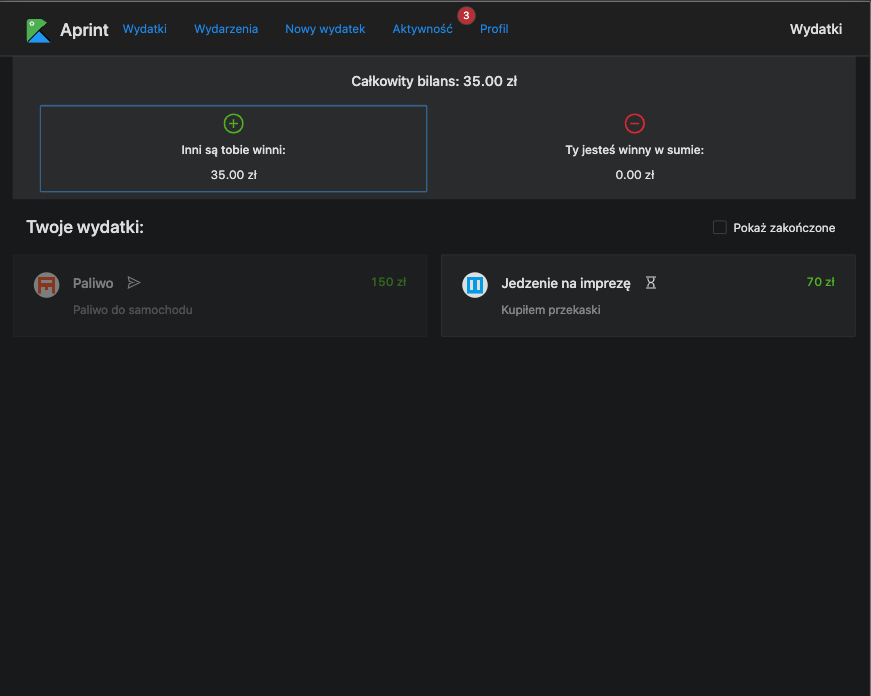 Aprint Wydatki Wydarzenia Nowy wydatek Aktywność 3 Profil Wydatki
Całkowity bilans: 35.00 zł
Inni są tobie winni:
35.00 zł
Ty jesteś winny w sumie:
0.00 zł
Twoje wydatki:
Pokaż zakończone
Paliwo 150 zł
Paliwo do samochodu
Jedzenie na imprezę 70 zł
Kupiłem przekaski